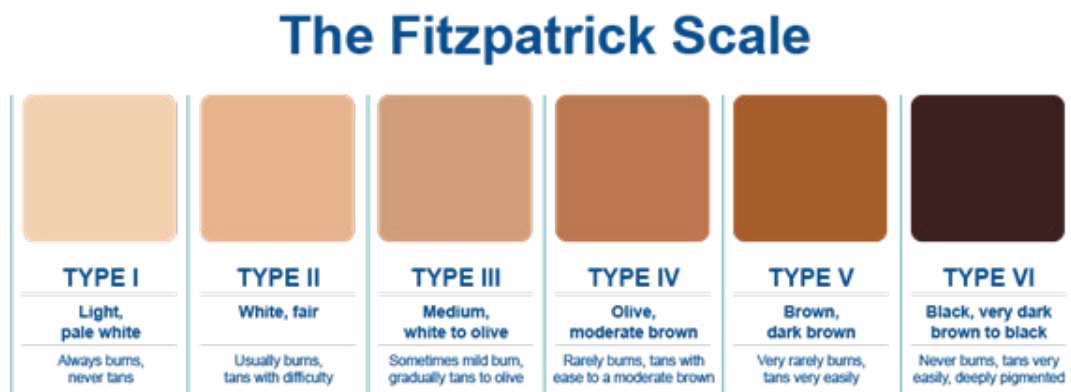 The Fitzpatrick Scale
TYPE I
Light,
pale white
Always burns,
never tans
TYPE II
White, fair
Usually burns,
tans with difficulty
TYPE III
Medium,
white to olive
Sometimes mild burn,
gradually tans to olive
TYPE IV
Olive,
moderate brown
Rarely burns, tans with
ease to a moderate brown
TYPE V
Brown,
dark brown
Very rarely burns,
tans very easily
TYPE VI
Black, very dark
brown to black
Never burns, tans very
easily, deeply pigmented